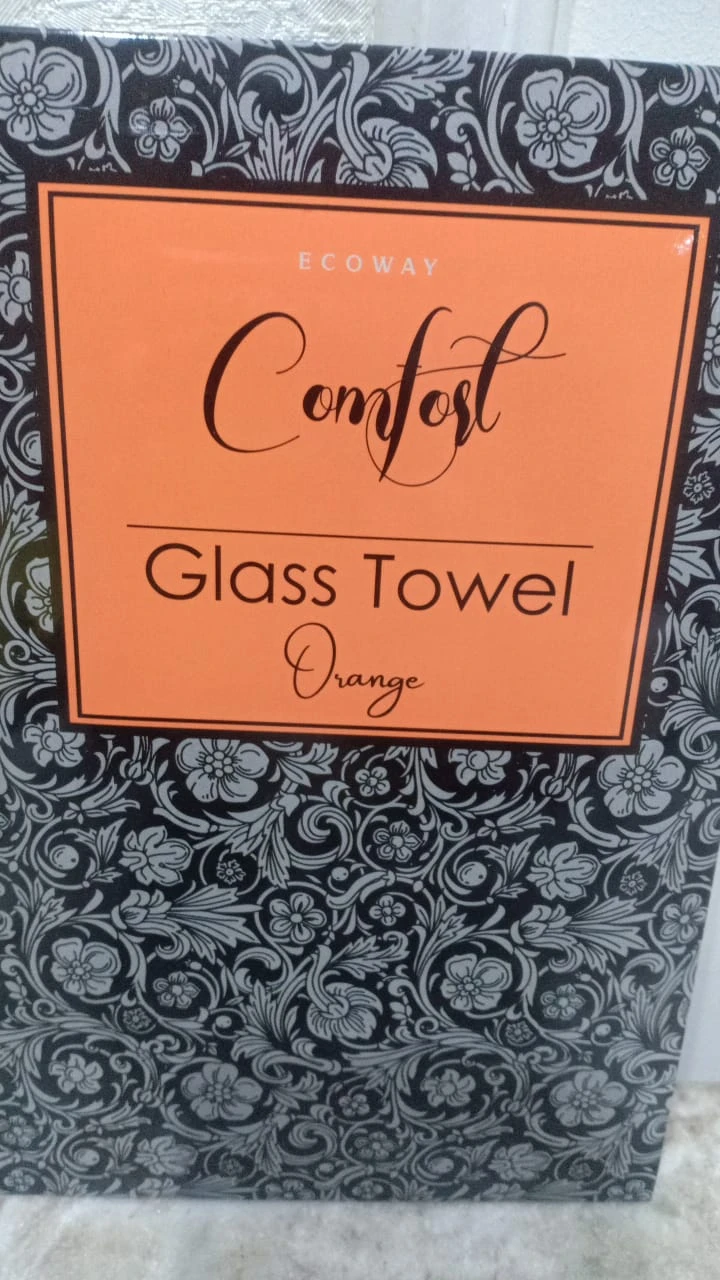 ECOWAY
Comfort
Glass Towel
Orange